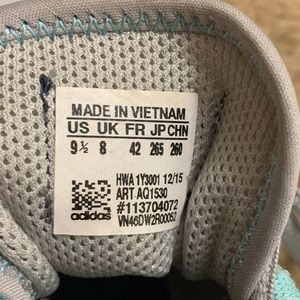 MADE IN VIETNAM
US UK FR JP CHN
9½ 8 42 265 260
HWA 1Y3001 12/15
ART AQ1530
#113704072
VN46DW2R00052
adidas